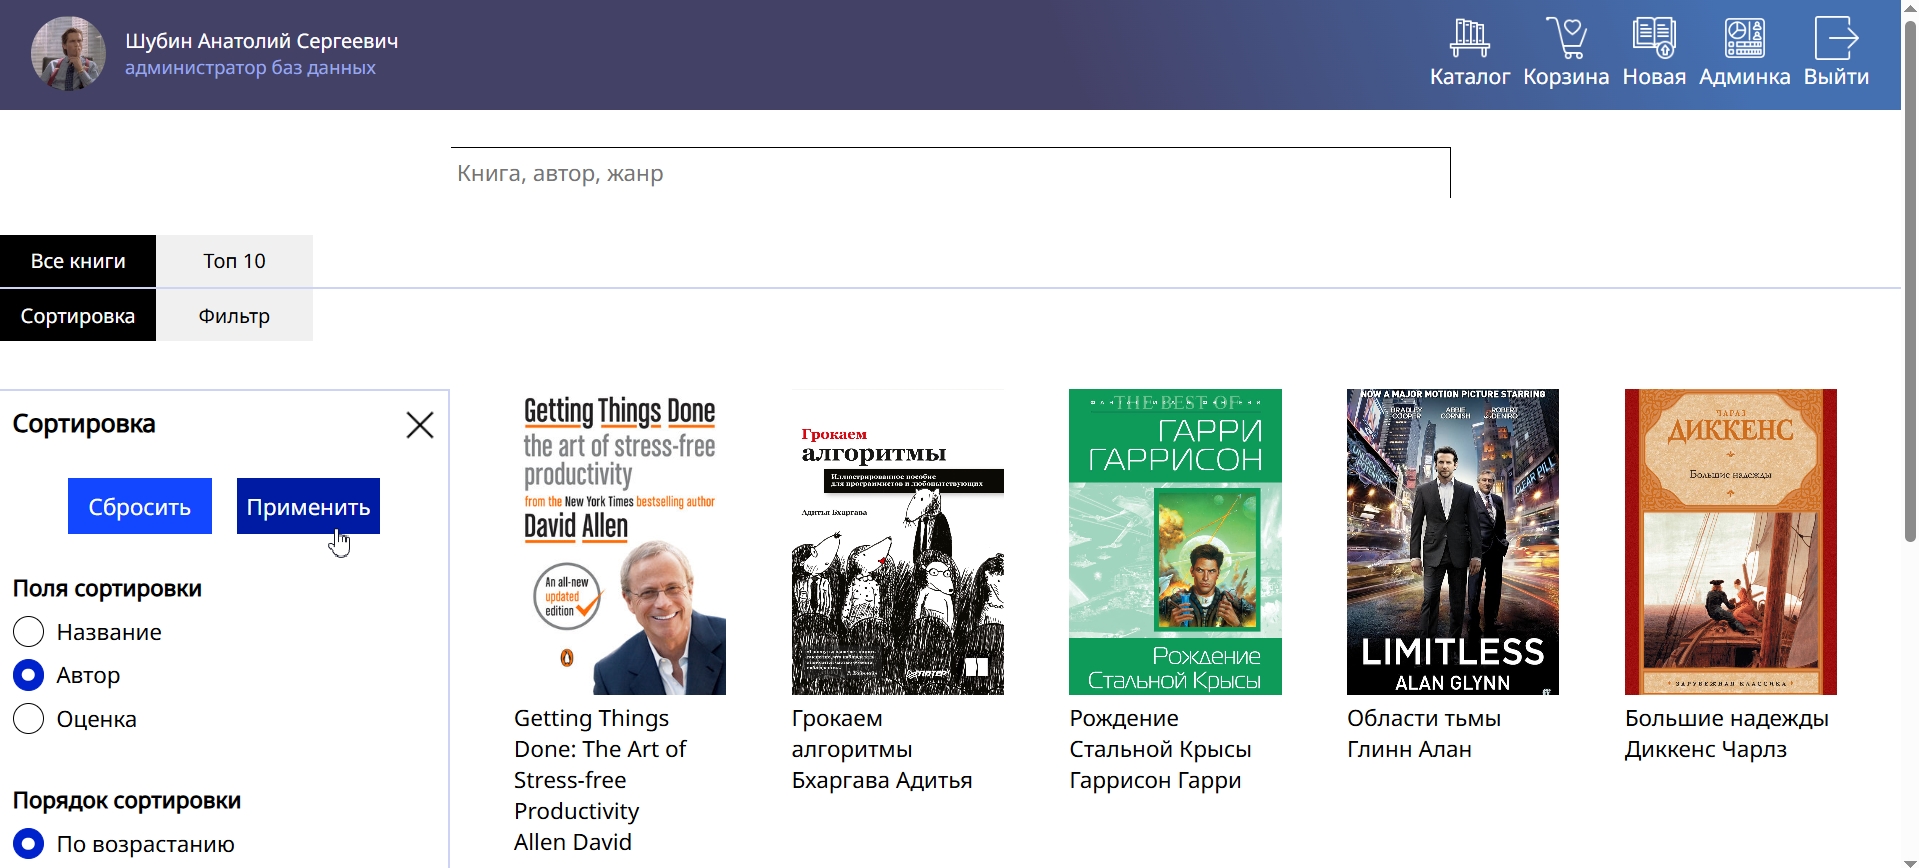 Шубин Анатолий Сергеевич
администратор баз данных
Каталог
Корзина
Новая
Админка
Выйти
Книга, автор, жанр
Все книги
Топ 10
Сортировка
Фильтр
Сортировка
Сбросить
Применить
Поля сортировки
Название
Автор
Оценка
Порядок сортировки
По возрастанию
Getting Things Done
the art of stress-free
productivity
from the New York Times bestselling author
David Allen
An all-new
updated
edition
Getting Things
Done: The Art of
Stress-free
Productivity
Allen David
Грокаем
алгоритмы
Иллюстрированное пособие
для программистов и любопытствующих
Адитья Бхаргава
ПИТЕР
Грокаем
алгоритмы
Бхаргава Адитья
THE BEST OF
ГАРРИ
ГАРРИСОН
Рождение
Стальной Крысы
Рождение
Стальной Крысы
Гаррисон Гарри
NOW A MAJOR MOTION PICTURE STARRING
BRADLEY COOPER
ABBIE CORNISH
ROBERT DE NIRO
LIMITLESS
ALAN GLYNN
Области тьмы
Глинн Алан
ЧАРЛЗ
ДИККЕНС
Большие надежды
ЗАРУБЕЖНАЯ КЛАССИКА
Большие надежды
Диккенс Чарлз